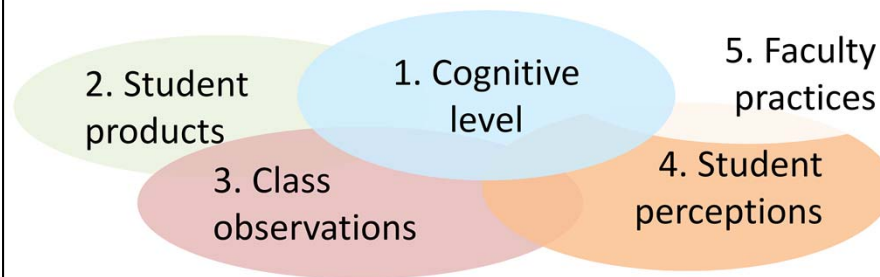 1. Cognitive
level
2. Student
products
3. Class
observations
4. Student
perceptions
5. Faculty
practices